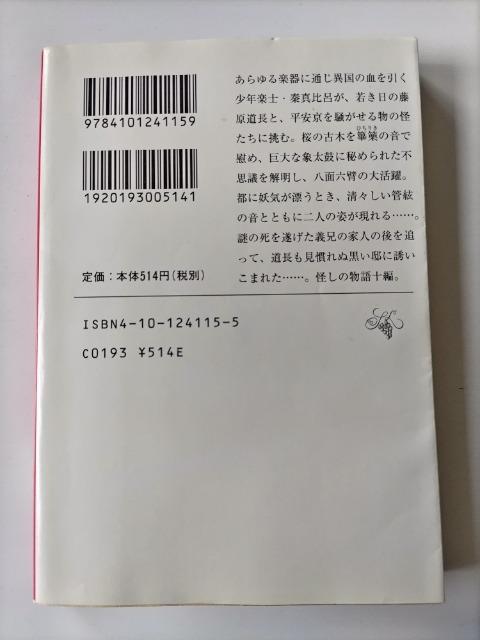 9784101241159
1920193005141
定価：本体514円（税別）
あらゆる楽器に通じ異国の血を引く
少年楽士・秦真比呂が、若き日の藤
原道長と、平安京を騒がせる物の怪
たちに挑む。桜の古木を篳篥の音で
ひちりき
慰め、巨大な象太鼓に秘められた不
思議を解明し、八面六臂の大活躍。
都に妖気が漂うとき、清々しい管絃
の音とともに二人の姿が現れる……。
謎の死を遂げた義兄の家人の後を追
って、道長も見慣れぬ黒い邸に誘い
こまれた……。怪しの物語十編。
ISBN4-10-124115-5
C0193 ¥514E